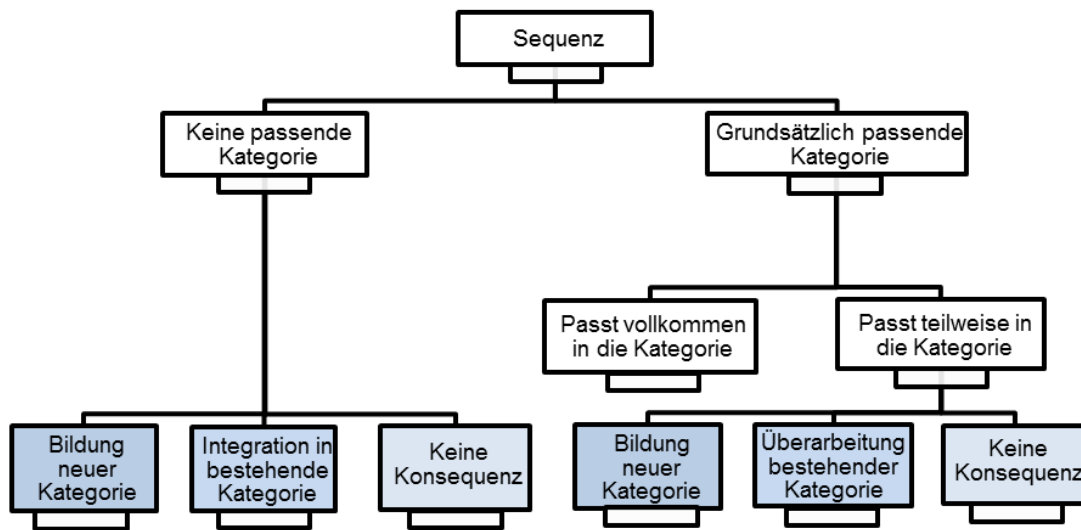 Sequenz
Keine passende
Kategorie
Grundsätzlich passende
Kategorie
Passt vollkommen
in die Kategorie
Passt teilweise in
die Kategorie
Bildung
neuer
Kategorie
Integration in
bestehende
Kategorie
Keine
Konsequenz
Bildung
neuer
Kategorie
Überarbeitung
bestehender
Kategorie
Keine
Konsequenz